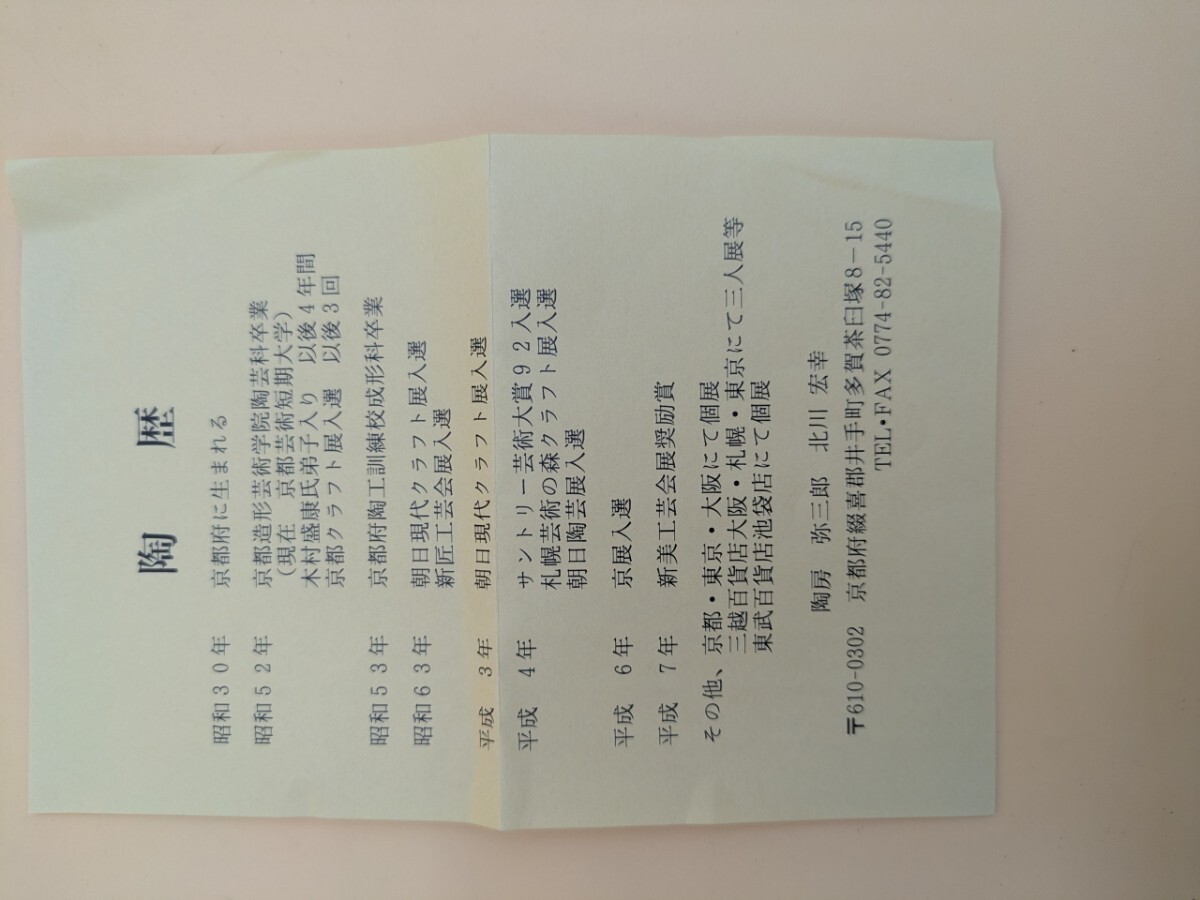 陶　歴
昭和３０年　京都府に生まれる
昭和５２年　京都造形芸術学院陶芸科卒業
（現在　京都芸術短期大学）
木村盛康氏弟子入り　以後４年間
京都クラフト展入選　以後３回
昭和５３年　京都府陶工訓練校成形科卒業
昭和６３年　朝日現代クラフト展入選
新匠工芸会展入選
平成　３年　朝日現代クラフト展入選
平成　４年　サントリー芸術大賞９２入選
札幌芸術の森クラフト展入選
朝日陶芸展入選
平成　６年　京展入選
平成　７年　新美工芸会展奨励賞
その他、京都・東京・大阪にて個展
三越百貨店大阪・札幌・東京にて三人展等
東武百貨店池袋店にて個展
陶房　弥三郎　北川　宏幸
〒610-0302　京都府綴喜郡井手町多賀茶臼塚８－１５
TEL・FAX 0774-82-5440